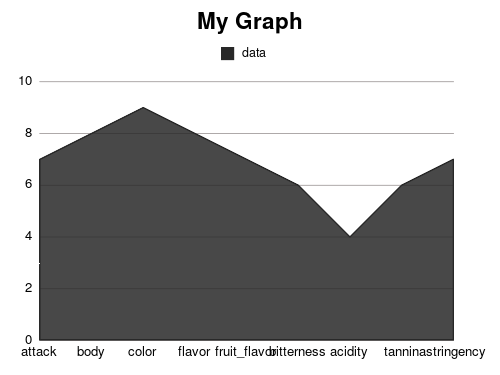 My Graph
data
10
8
6
4
2
0
attack body color flavor fruit_flavor bitterness acidity tannin astringency